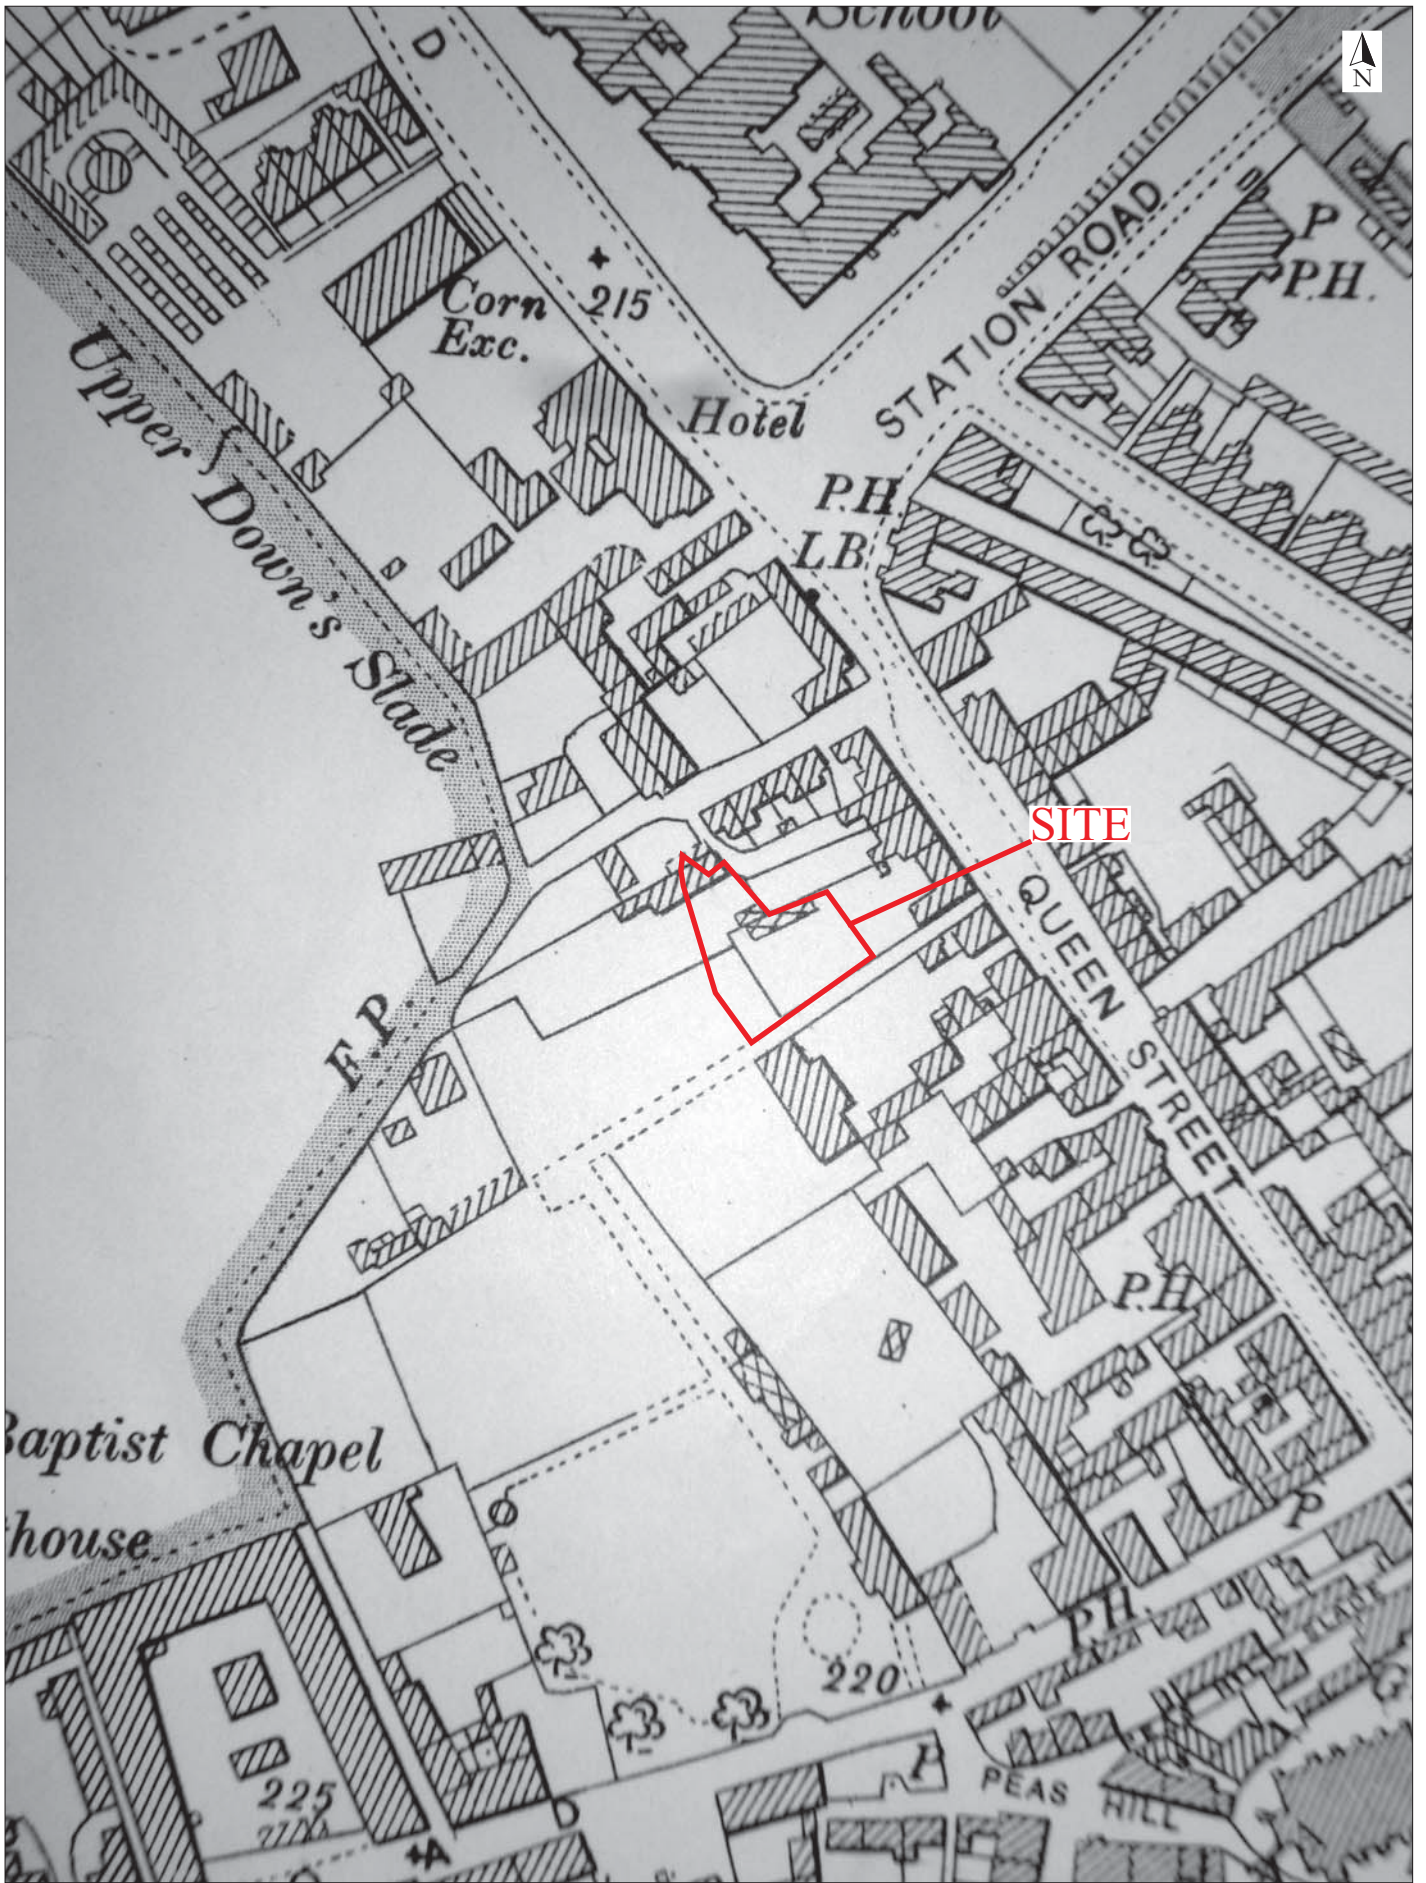 School
N
D
STATION ROAD
P
P.H.
Corn
Exc.
215
Hotel
P.H.
L.B
Upper Down's Slade
SITE
QUEEN STREET
F.P.
P.H
Baptist Chapel
house
P
P.H.
220
225
P
PEAS HILL
D
A